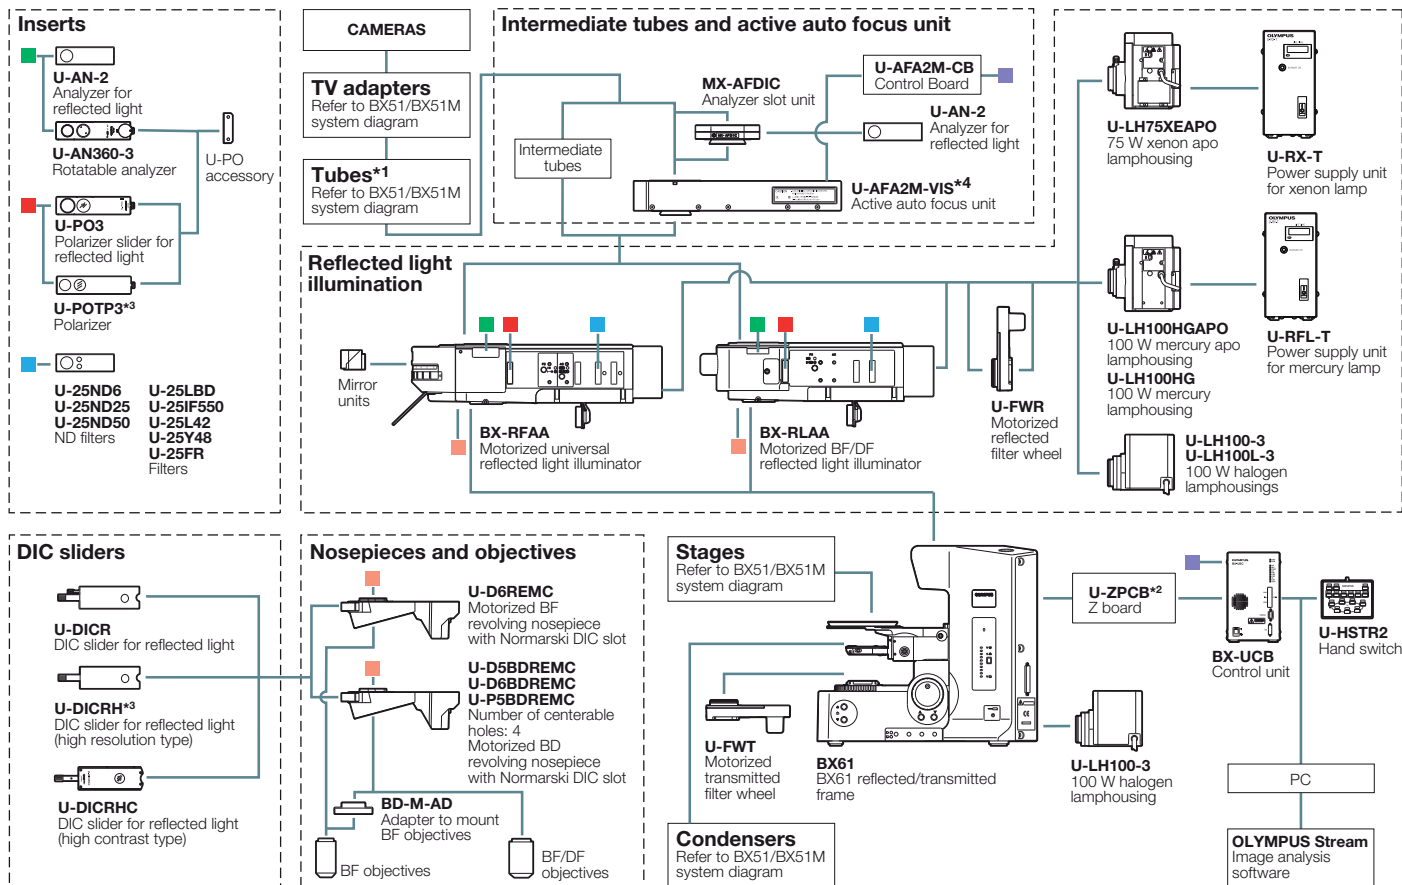 Inserts
U-AN-2
Analyzer for
reflected light
U-AN360-3
Rotatable analyzer
U-PO
accessory
U-PO3
Polarizer slider for
reflected light
U-POTP3*3
Polarizer
U-25ND6
U-25ND25
U-25ND50
ND filters
U-25LBD
U-25IF550
U-25L42
U-25Y48
U-25FR
Filters
CAMERAS
TV adapters
Refer to BX51/BX51M
system diagram
Tubes*1
Refer to BX51/BX51M
system diagram
Intermediate tubes and active auto focus unit
Intermediate
tubes
MX-AFDIC
Analyzer slot unit
U-AFA2M-CB
Control Board
U-AN-2
Analyzer for
reflected light
U-AFA2M-VIS*4
Active auto focus unit
Reflected light
illumination
Mirror
units
BX-RFAA
Motorized universal
reflected light illuminator
BX-RLAA
Motorized BF/DF
reflected light illuminator
U-FWR
Motorized
reflected
filter wheel
U-LH75XEAPO
75 W xenon apo
lamphousing
OLYMPUS
U-RX-T
Power supply unit
for xenon lamp
U-LH100HGAPO
100 W mercury apo
lamphousing
U-LH100HG
100 W mercury
lamphousing
OLYMPUS
U-RFL-T
Power supply unit
for mercury lamp
U-LH100-3
U-LH100L-3
100 W halogen
lamphousings
DIC sliders
U-DICR
DIC slider for reflected light
U-DICRH*3
DIC slider for reflected light
(high resolution type)
U-DICRHC
DIC slider for reflected light
(high contrast type)
Nosepieces and objectives
U-D6REMC
Motorized BF
revolving nosepiece
with Normarski DIC slot
U-D5BDREMC
U-D6BDREMC
U-P5BDREMC
Number of centerable
holes: 4
Motorized BD
revolving nosepiece
with Normarski DIC slot
BD-M-AD
Adapter to mount
BF objectives
BF objectives
BF/DF
objectives
Stages
Refer to BX51/BX51M
system diagram
U-FWT
Motorized
transmitted
filter wheel
OLYMPUS
BX61
BX61 reflected/transmitted
frame
Condensers
Refer to BX51/BX51M
system diagram
U-LH100-3
100 W halogen
lamphousing
U-ZPCB*2
Z board
BX-UCB
Control unit
U-HSTR2
Hand switch
PC
OLYMPUS Stream
Image analysis
software